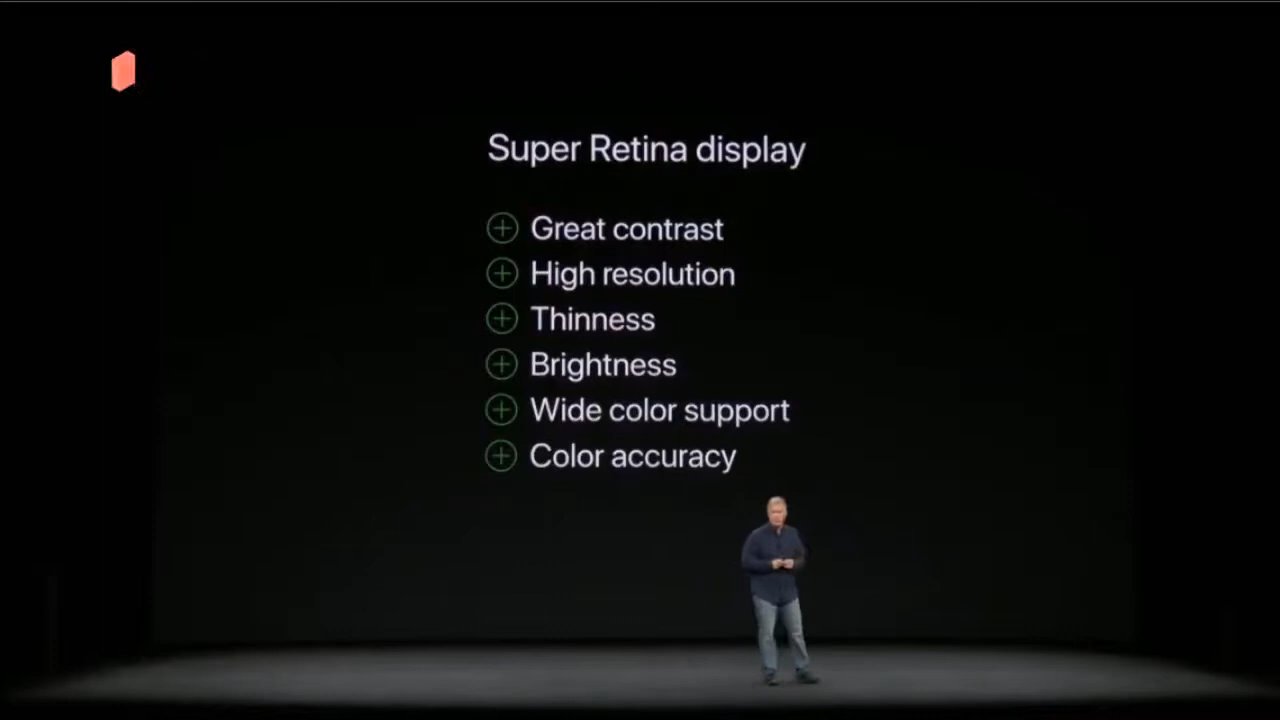 Super Retina display
Great contrast
High resolution
Thinness
Brightness
Wide color support
Color accuracy